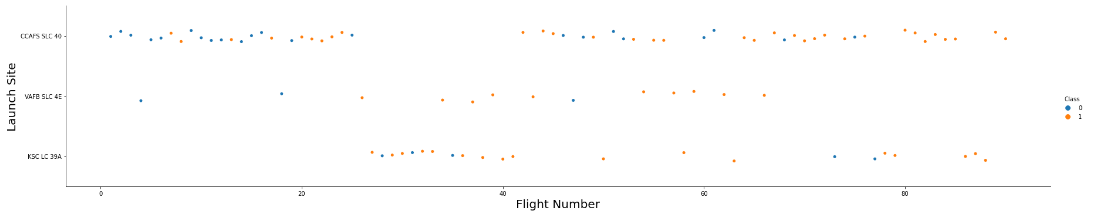 CCAFS SLC 40
VAFB SLC 4E
KSC LC 39A
Launch Site
0 20 40 60 80
Flight Number
Class
0
1